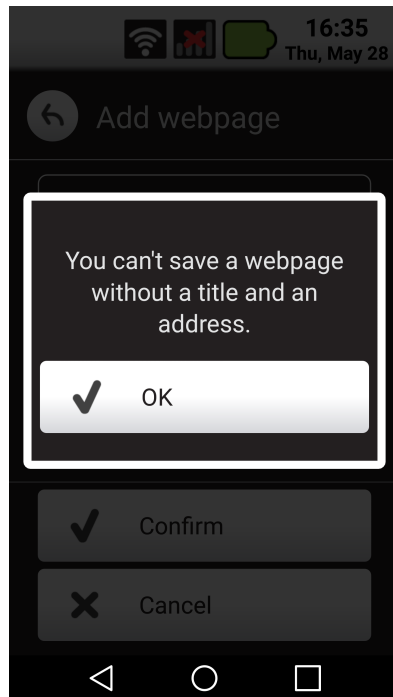 16:35
Thu, May 28
Add webpage
You can't save a webpage
without a title and an
address.
OK
Confirm
Cancel